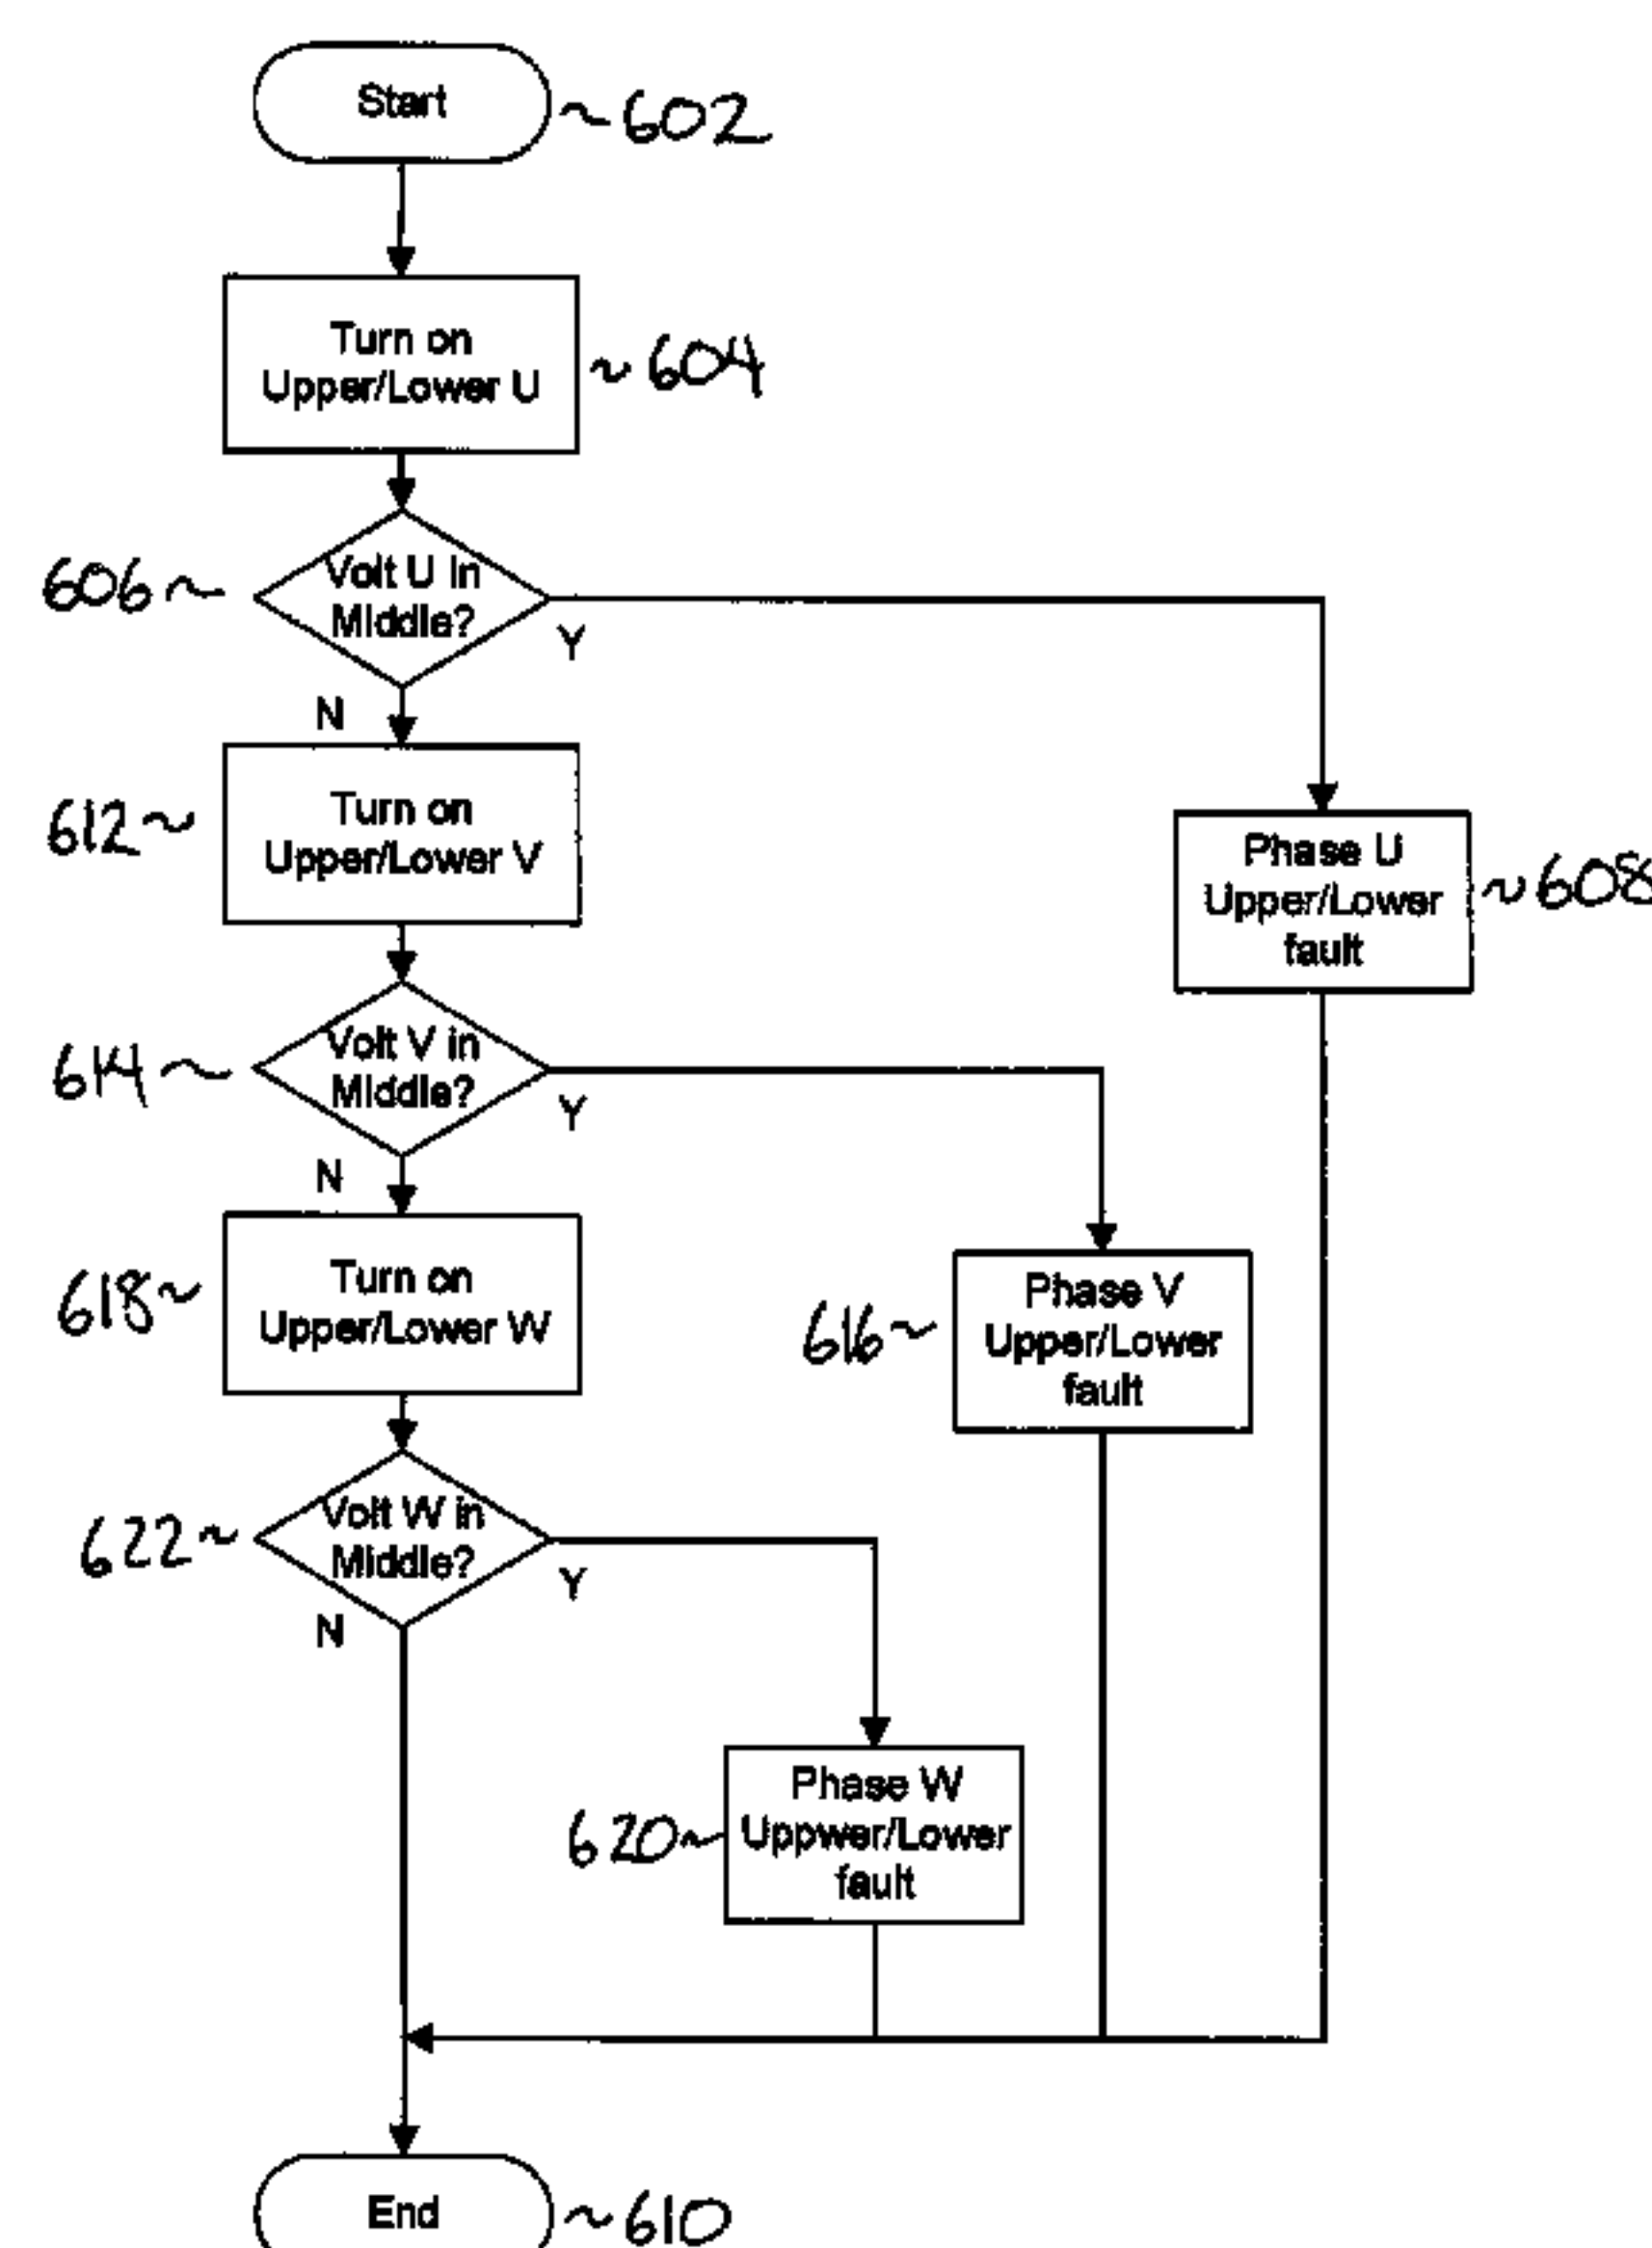 Start
~602
Turn on
Upper/Lower U
~604
606~
Volt U in
Middle?
Y
N
612~
Turn on
Upper/Lower V
Phase U
Upper/Lower
fault
~608
614~
Volt V in
Middle?
Y
N
618~
Turn on
Upper/Lower W
616~
Phase V
Upper/Lower
fault
622~
Volt W in
Middle?
Y
N
620~
Phase W
Uppwer/Lower
fault
End
~610